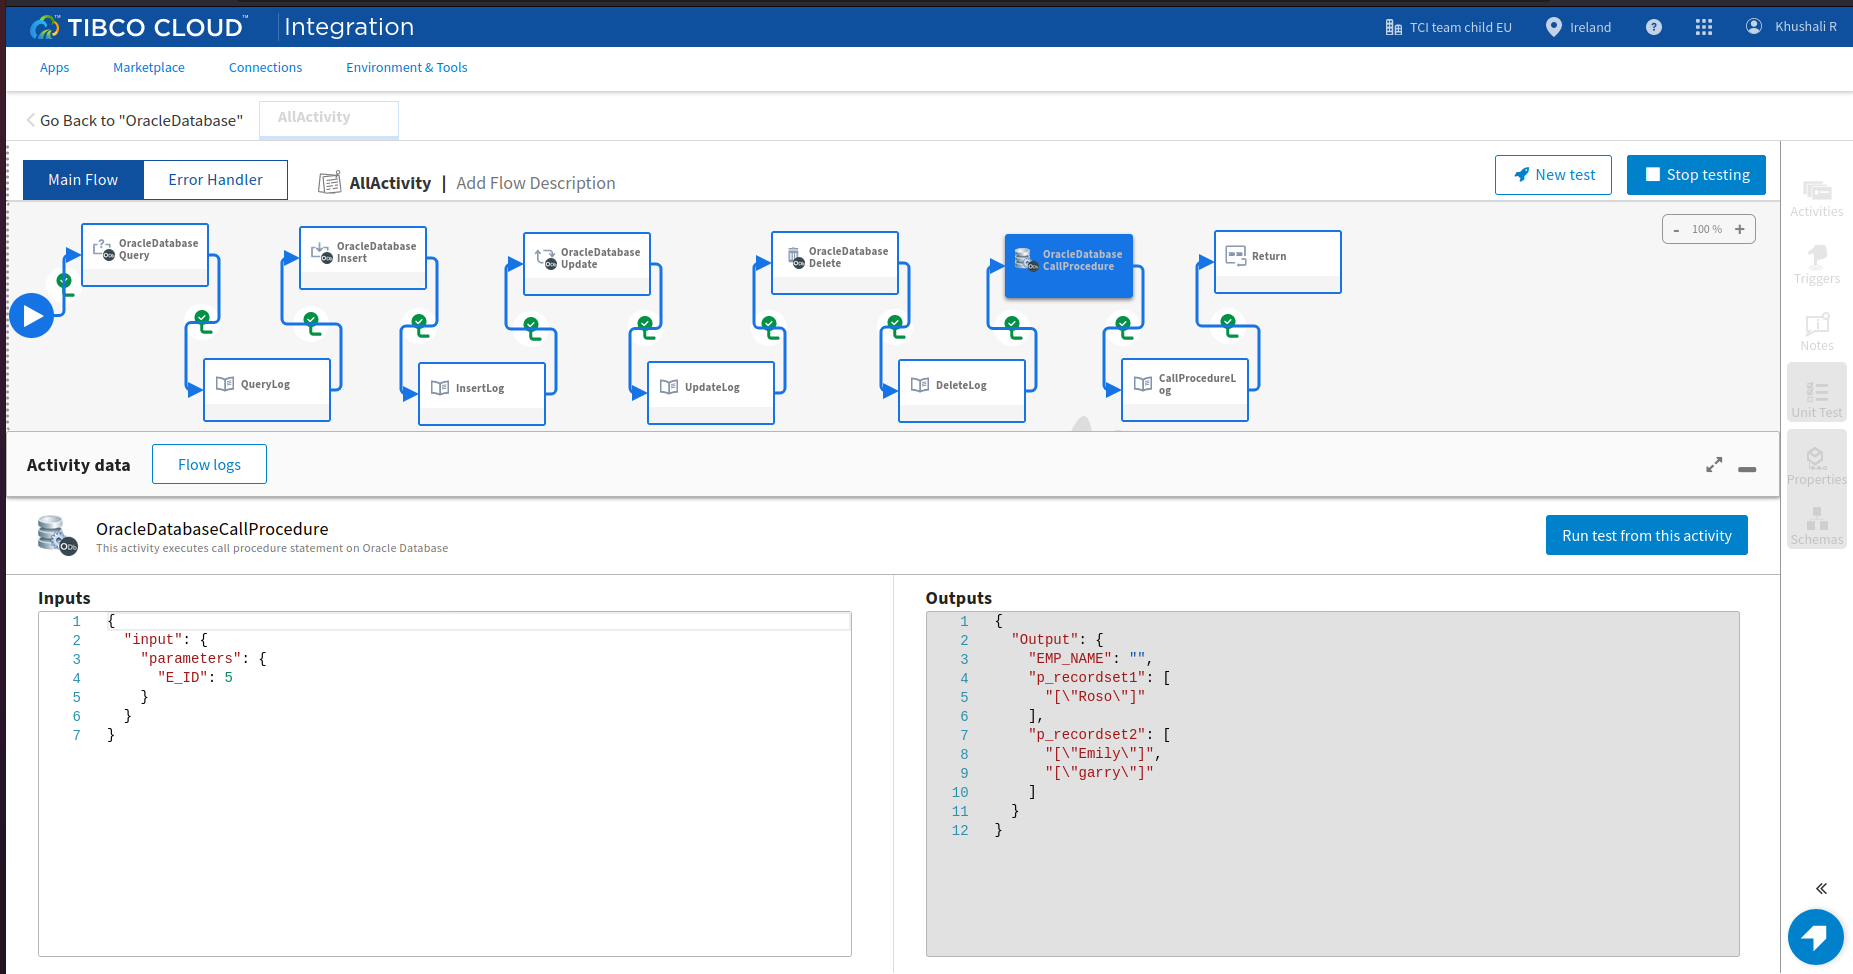 TIBCO CLOUD™ Integration
TCI team child EU
Ireland
?
Khushali R
Apps
Marketplace
Connections
Environment & Tools
Go Back to "OracleDatabase"
AllActivity
Main Flow
Error Handler
AllActivity | Add Flow Description
New test
Stop testing
- 100 % +
OracleDatabase
Query
OracleDatabase
Insert
OracleDatabase
Update
OracleDatabase
Delete
OracleDatabase
CallProcedure
Return
QueryLog
InsertLog
UpdateLog
DeleteLog
CallProcedureL
og
Activities
Triggers
Notes
Unit Test
Properties
Schemas
Activity data
Flow logs
OracleDatabaseCallProcedure
This activity executes call procedure statement on Oracle Database
Run test from this activity
Inputs
1 {
2 "input": {
3 "parameters": {
4 "E_ID": 5
5 }
6 }
7 }
Outputs
1 {
2 "Output": {
3 "EMP_NAME": "",
4 "p_recordset1": [
5 "[\"Roso\"]"
6 ],
7 "p_recordset2": [
8 "[\"Emily\"]",
9 "[\"garry\"]"
10 ]
11 }
12 }